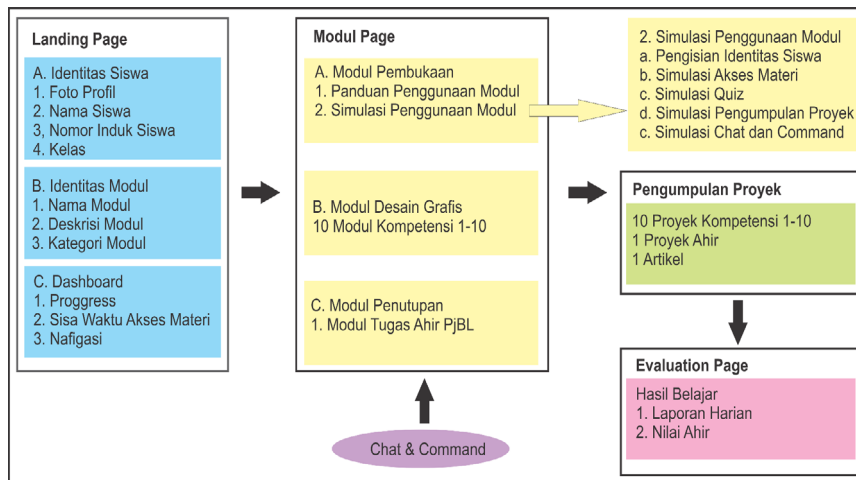 Landing Page
A. Identitas Siswa
1. Foto Profil
2. Nama Siswa
3, Nomor Induk Siswa
4. Kelas
B. Identitas Modul
1. Nama Modul
2. Deskrisi Modul
3. Kategori Modul
C. Dashboard
1. Proggress
2. Sisa Waktu Akses Materi
3. Nafigasi
Modul Page
A. Modul Pembukaan
1. Panduan Penggunaan Modul
2. Simulasi Penggunaan Modul
B. Modul Desain Grafis
10 Modul Kompetensi 1-10
C. Modul Penutupan
1. Modul Tugas Ahir PjBL
Chat & Command
2. Simulasi Penggunaan Modul
a. Pengisian Identitas Siswa
b. Simulasi Akses Materi
c. Simulasi Quiz
d. Simulasi Pengumpulan Proyek
c. Simulasi Chat dan Command
Pengumpulan Proyek
10 Proyek Kompetensi 1-10
1 Proyek Ahir
1 Artikel
Evaluation Page
Hasil Belajar
1. Laporan Harian
2. Nilai Ahir